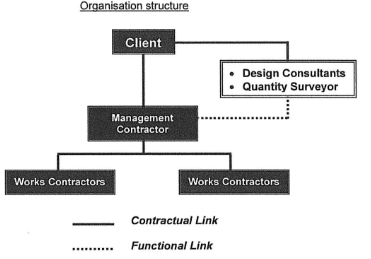 Organisation structure
Client
• Design Consultants
• Quantity Surveyor
Management
Contractor
Works Contractors
Works Contractors
Contractual Link
Functional Link